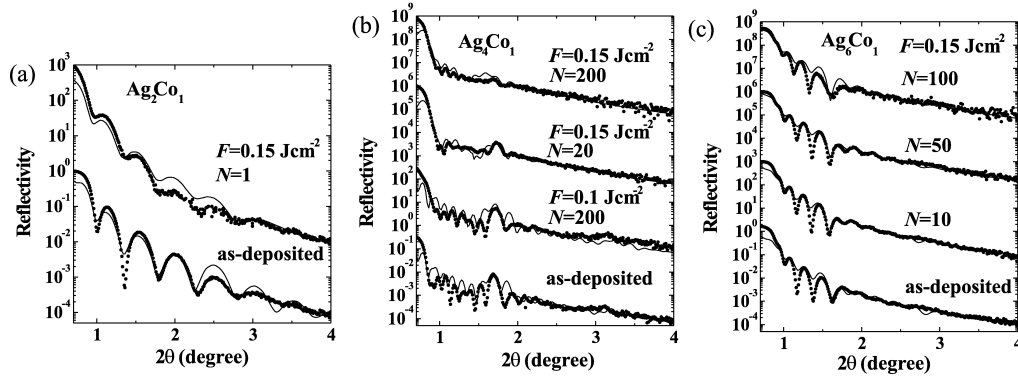 (a)
Ag2Co1
F=0.15 Jcm-2
N=1
as-deposited
Reflectivity
10^3
10^2
10^1
10^0
10^-1
10^-2
10^-3
10^-4
1 2 3 4
2θ (degree)
(b)
Ag4Co1
F=0.15 Jcm-2
N=200
F=0.15 Jcm-2
N=20
F=0.1 Jcm-2
N=200
as-deposited
Reflectivity
10^9
10^8
10^7
10^6
10^5
10^4
10^3
10^2
10^1
10^0
10^-1
10^-2
10^-3
10^-4
1 2 3 4
2θ (degree)
(c)
Ag6Co1
F=0.15 Jcm-2
N=100
N=50
N=10
as-deposited
Reflectivity
10^9
10^8
10^7
10^6
10^5
10^4
10^3
10^2
10^1
10^0
10^-1
10^-2
10^-3
10^-4
1 2 3 4
2θ (degree)